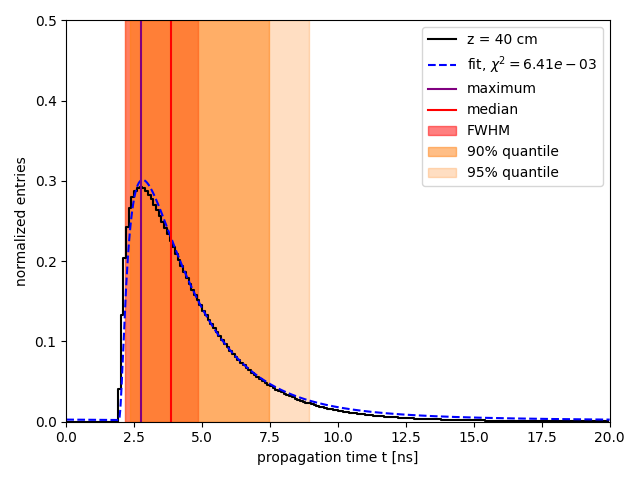 0.5
0.4
0.3
0.2
0.1
0.0
normalized entries
z = 40 cm
fit, χ² = 6.41e − 03
maximum
median
FWHM
90% quantile
95% quantile
0.0 2.5 5.0 7.5 10.0 12.5 15.0 17.5 20.0
propagation time t [ns]